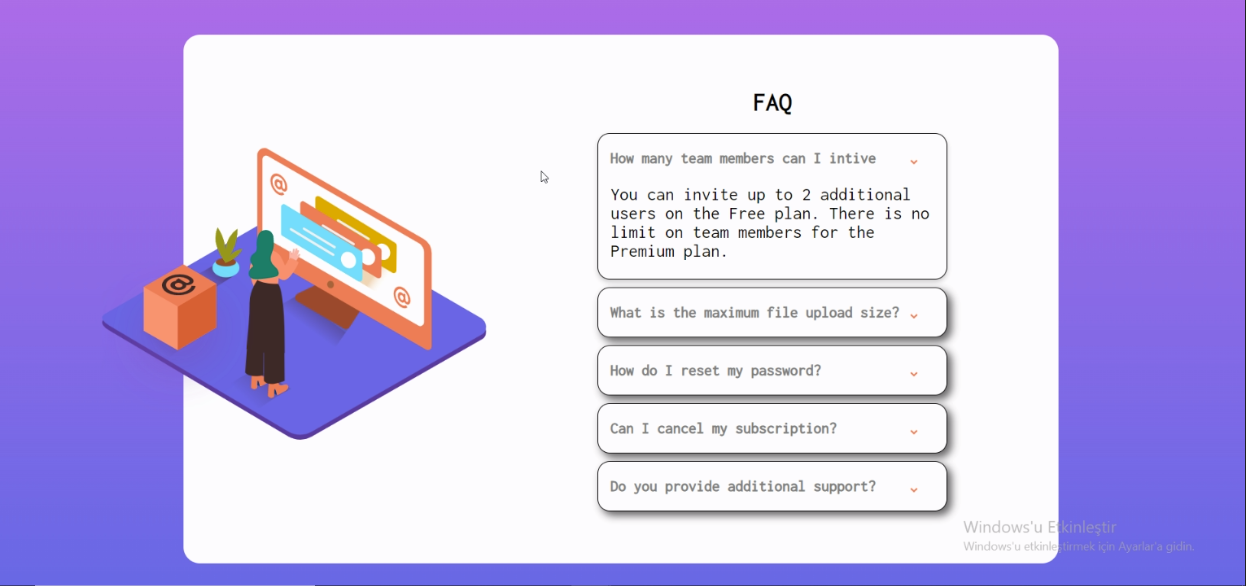 FAQ
How many team members can I intive
You can invite up to 2 additional
users on the Free plan. There is no
limit on team members for the
Premium plan.
What is the maximum file upload size?
How do I reset my password?
Can I cancel my subscription?
Do you provide additional support?
@
@
@
Windows'u Etkinleştir
Windows'u etkinleştirmek için Ayarlar'a gidin.